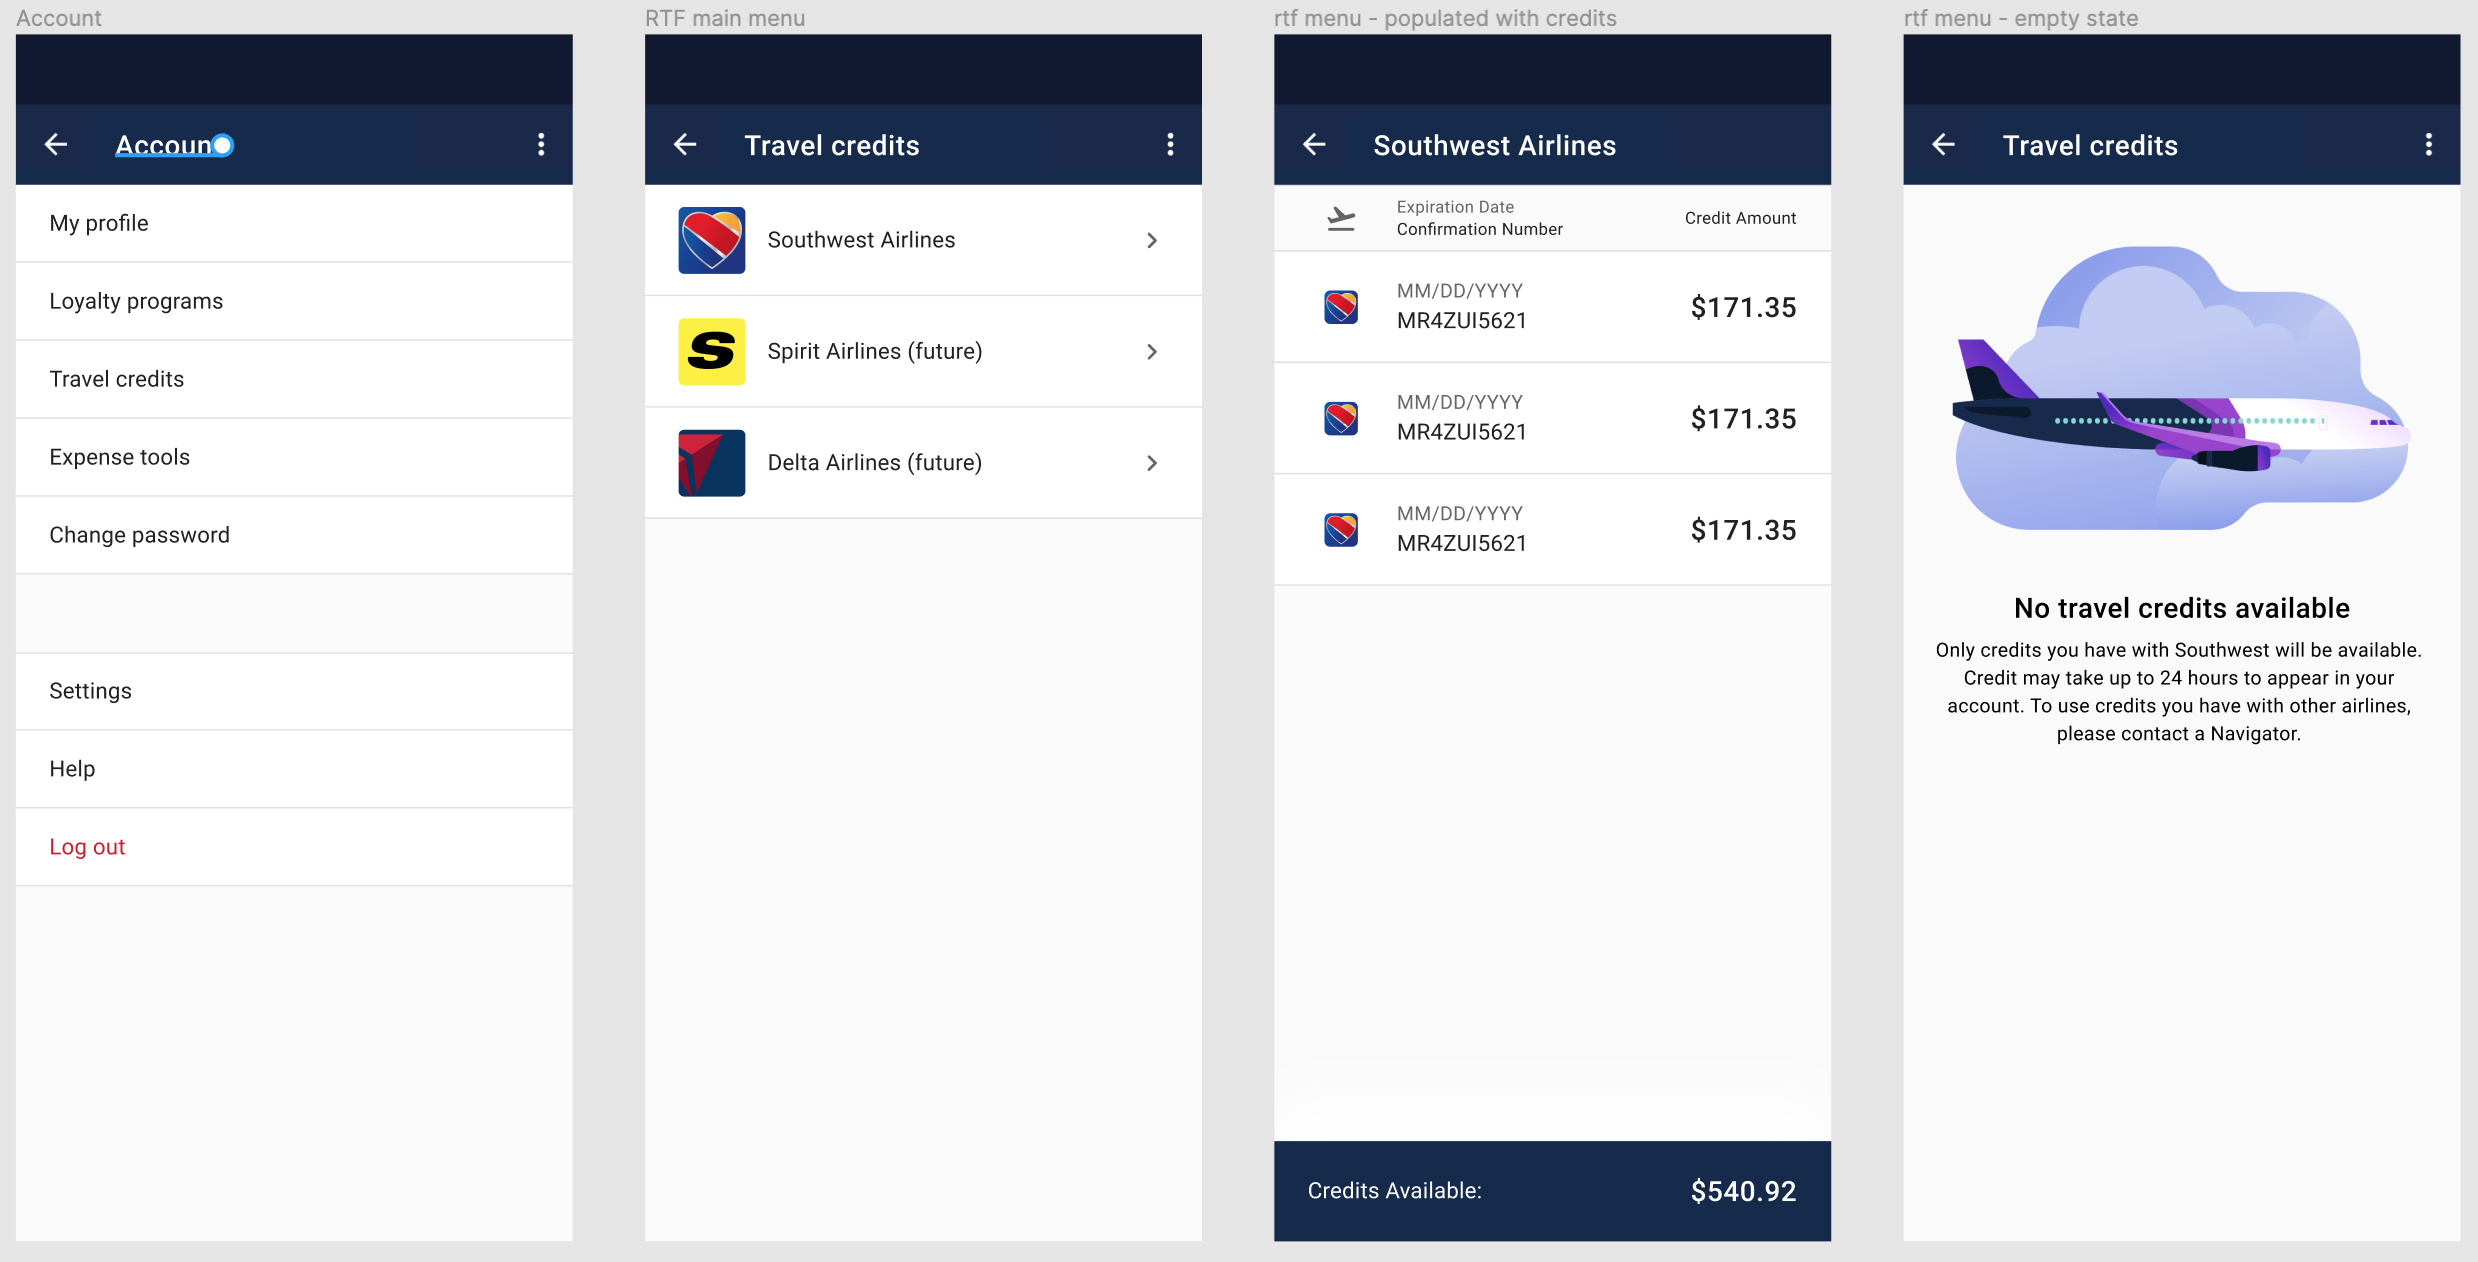 Account
Account
My profile
Loyalty programs
Travel credits
Expense tools
Change password
Settings
Help
Log out
RTF main menu
Travel credits
Southwest Airlines
Spirit Airlines (future)
Delta Airlines (future)
rtf menu - populated with credits
Southwest Airlines
Expiration Date
Confirmation Number
Credit Amount
MM/DD/YYYY
MR4ZUI5621
$171.35
MM/DD/YYYY
MR4ZUI5621
$171.35
MM/DD/YYYY
MR4ZUI5621
$171.35
Credits Available:
$540.92
rtf menu - empty state
Travel credits
No travel credits available
Only credits you have with Southwest will be available.
Credit may take up to 24 hours to appear in your
account. To use credits you have with other airlines,
please contact a Navigator.